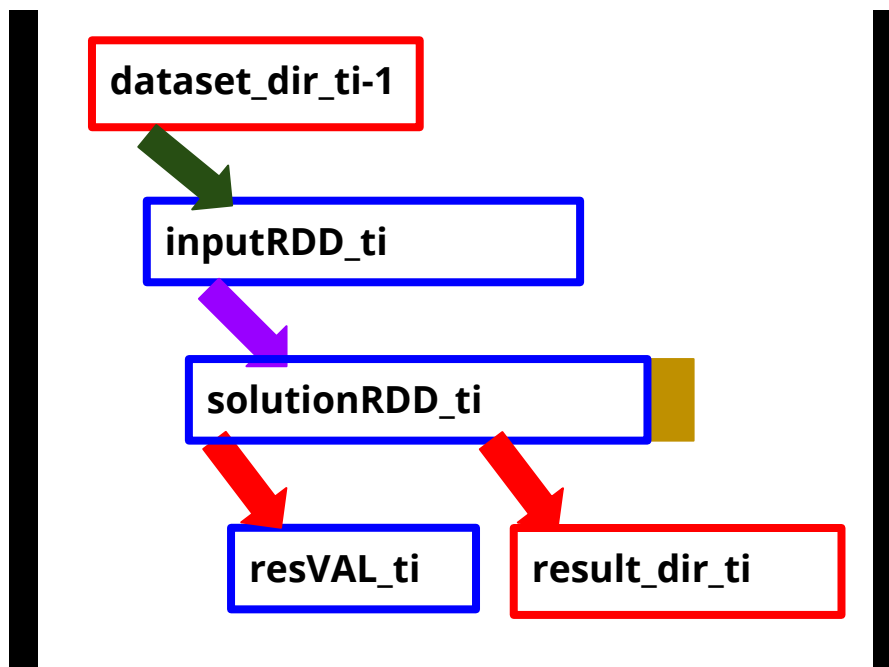 dataset_dir_ti-1
inputRDD_ti
solutionRDD_ti
resVAL_ti
result_dir_ti